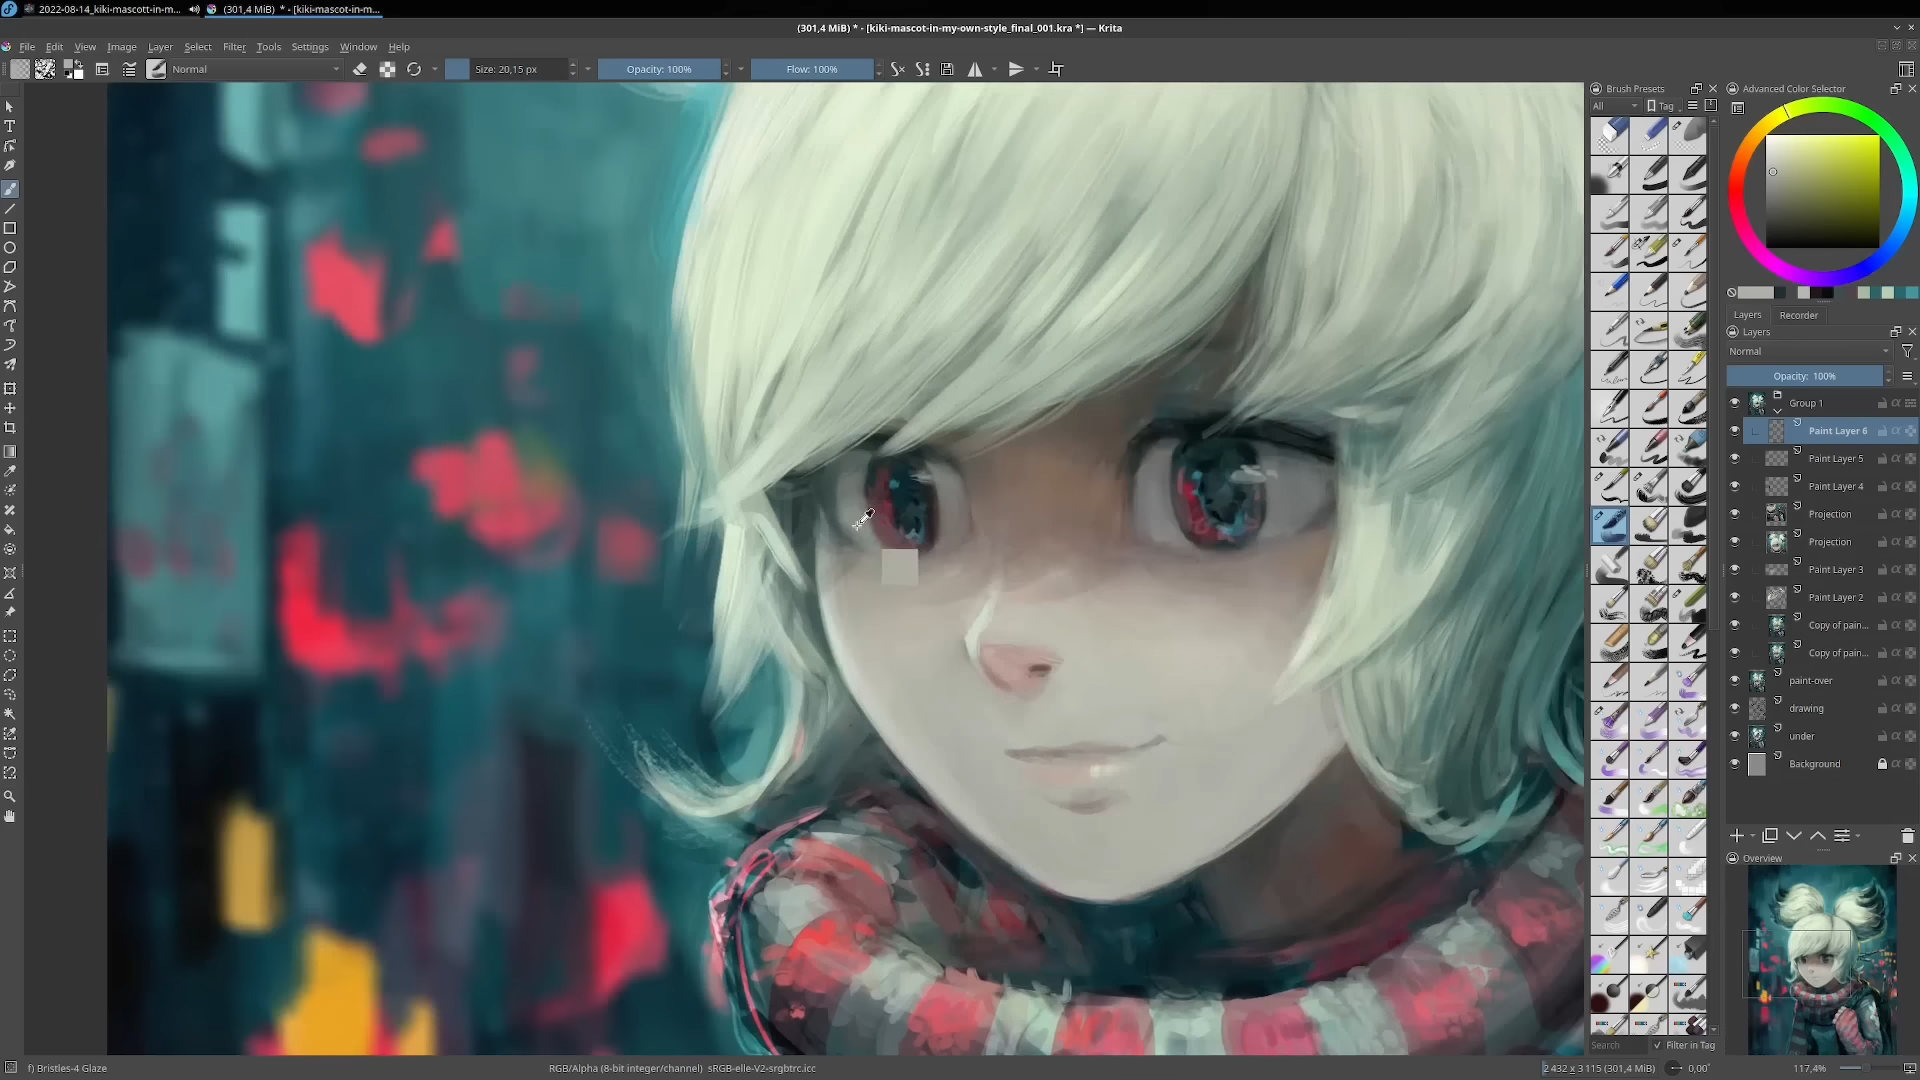 2022-08-14_kiki-mascott-in-m...
(301,4 MiB) * - [kiki-mascot-in-m...
(301,4 MiB) * - [kiki-mascot-in-my-own-style_final_001.kra *] — Krita
File Edit View Image Layer Select Filter Tools Settings Window Help
Normal
Size: 20,15 px
Opacity: 100%
Flow: 100%
Brush Presets
All
Tag
Advanced Color Selector
Layers
Recorder
Layers
Normal
Opacity: 100%
Group 1
Paint Layer 6
Paint Layer 5
Paint Layer 4
Projection
Projection
Paint Layer 3
Paint Layer 2
Copy of pain...
Copy of pain...
paint-over
drawing
under
Background
Overview
Search
Filter in Tag
f) Bristles-4 Glaze
RGB/Alpha (8-bit integer/channel) sRGB-elle-V2-srgbtrc.icc
2 432 x 3 115 (301,4 MiB)
0,00°
117,4%